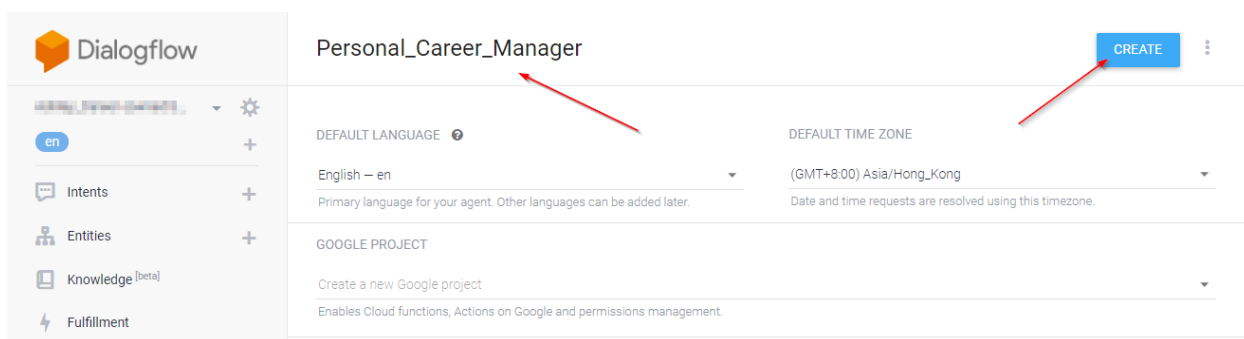 Dialogflow
en
Intents
Entities
Knowledge [beta]
Fulfillment
Personal_Career_Manager
CREATE
DEFAULT LANGUAGE
English — en
Primary language for your agent. Other languages can be added later.
DEFAULT TIME ZONE
(GMT+8:00) Asia/Hong_Kong
Date and time requests are resolved using this timezone.
GOOGLE PROJECT
Create a new Google project
Enables Cloud functions, Actions on Google and permissions management.